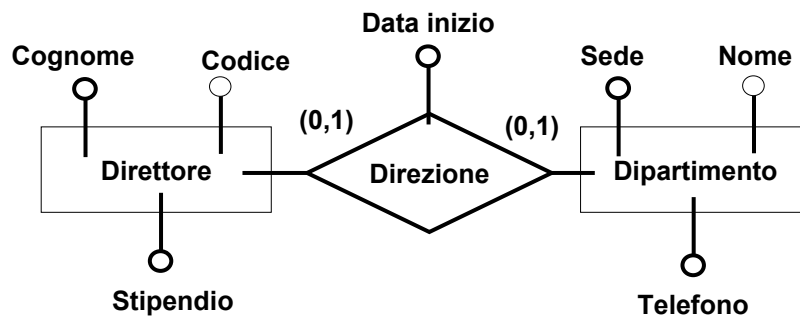 Data inizio
Cognome
Codice
Sede
Nome
(0,1)
(0,1)
Direttore
Direzione
Dipartimento
Stipendio
Telefono